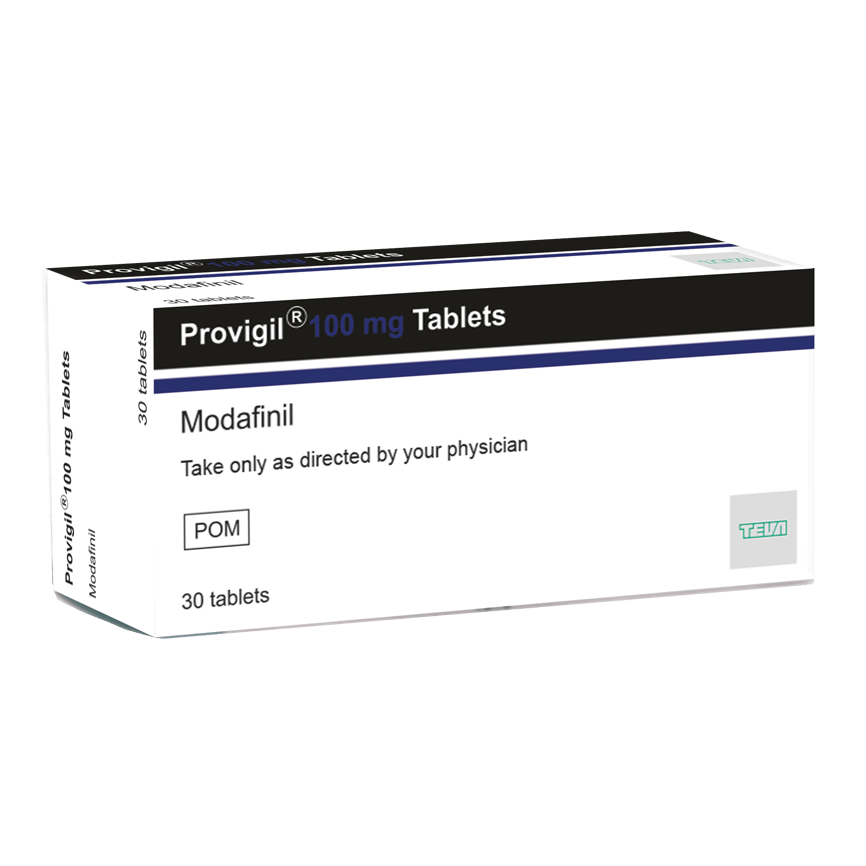 Provigil® 100 mg Tablets
Modafinil
30 tablets
Provigil® 100 mg Tablets
Modafinil
30 tablets
Provigil® 100 mg Tablets
Modafinil
Take only as directed by your physician
POM
30 tablets
TEVA
TEVA